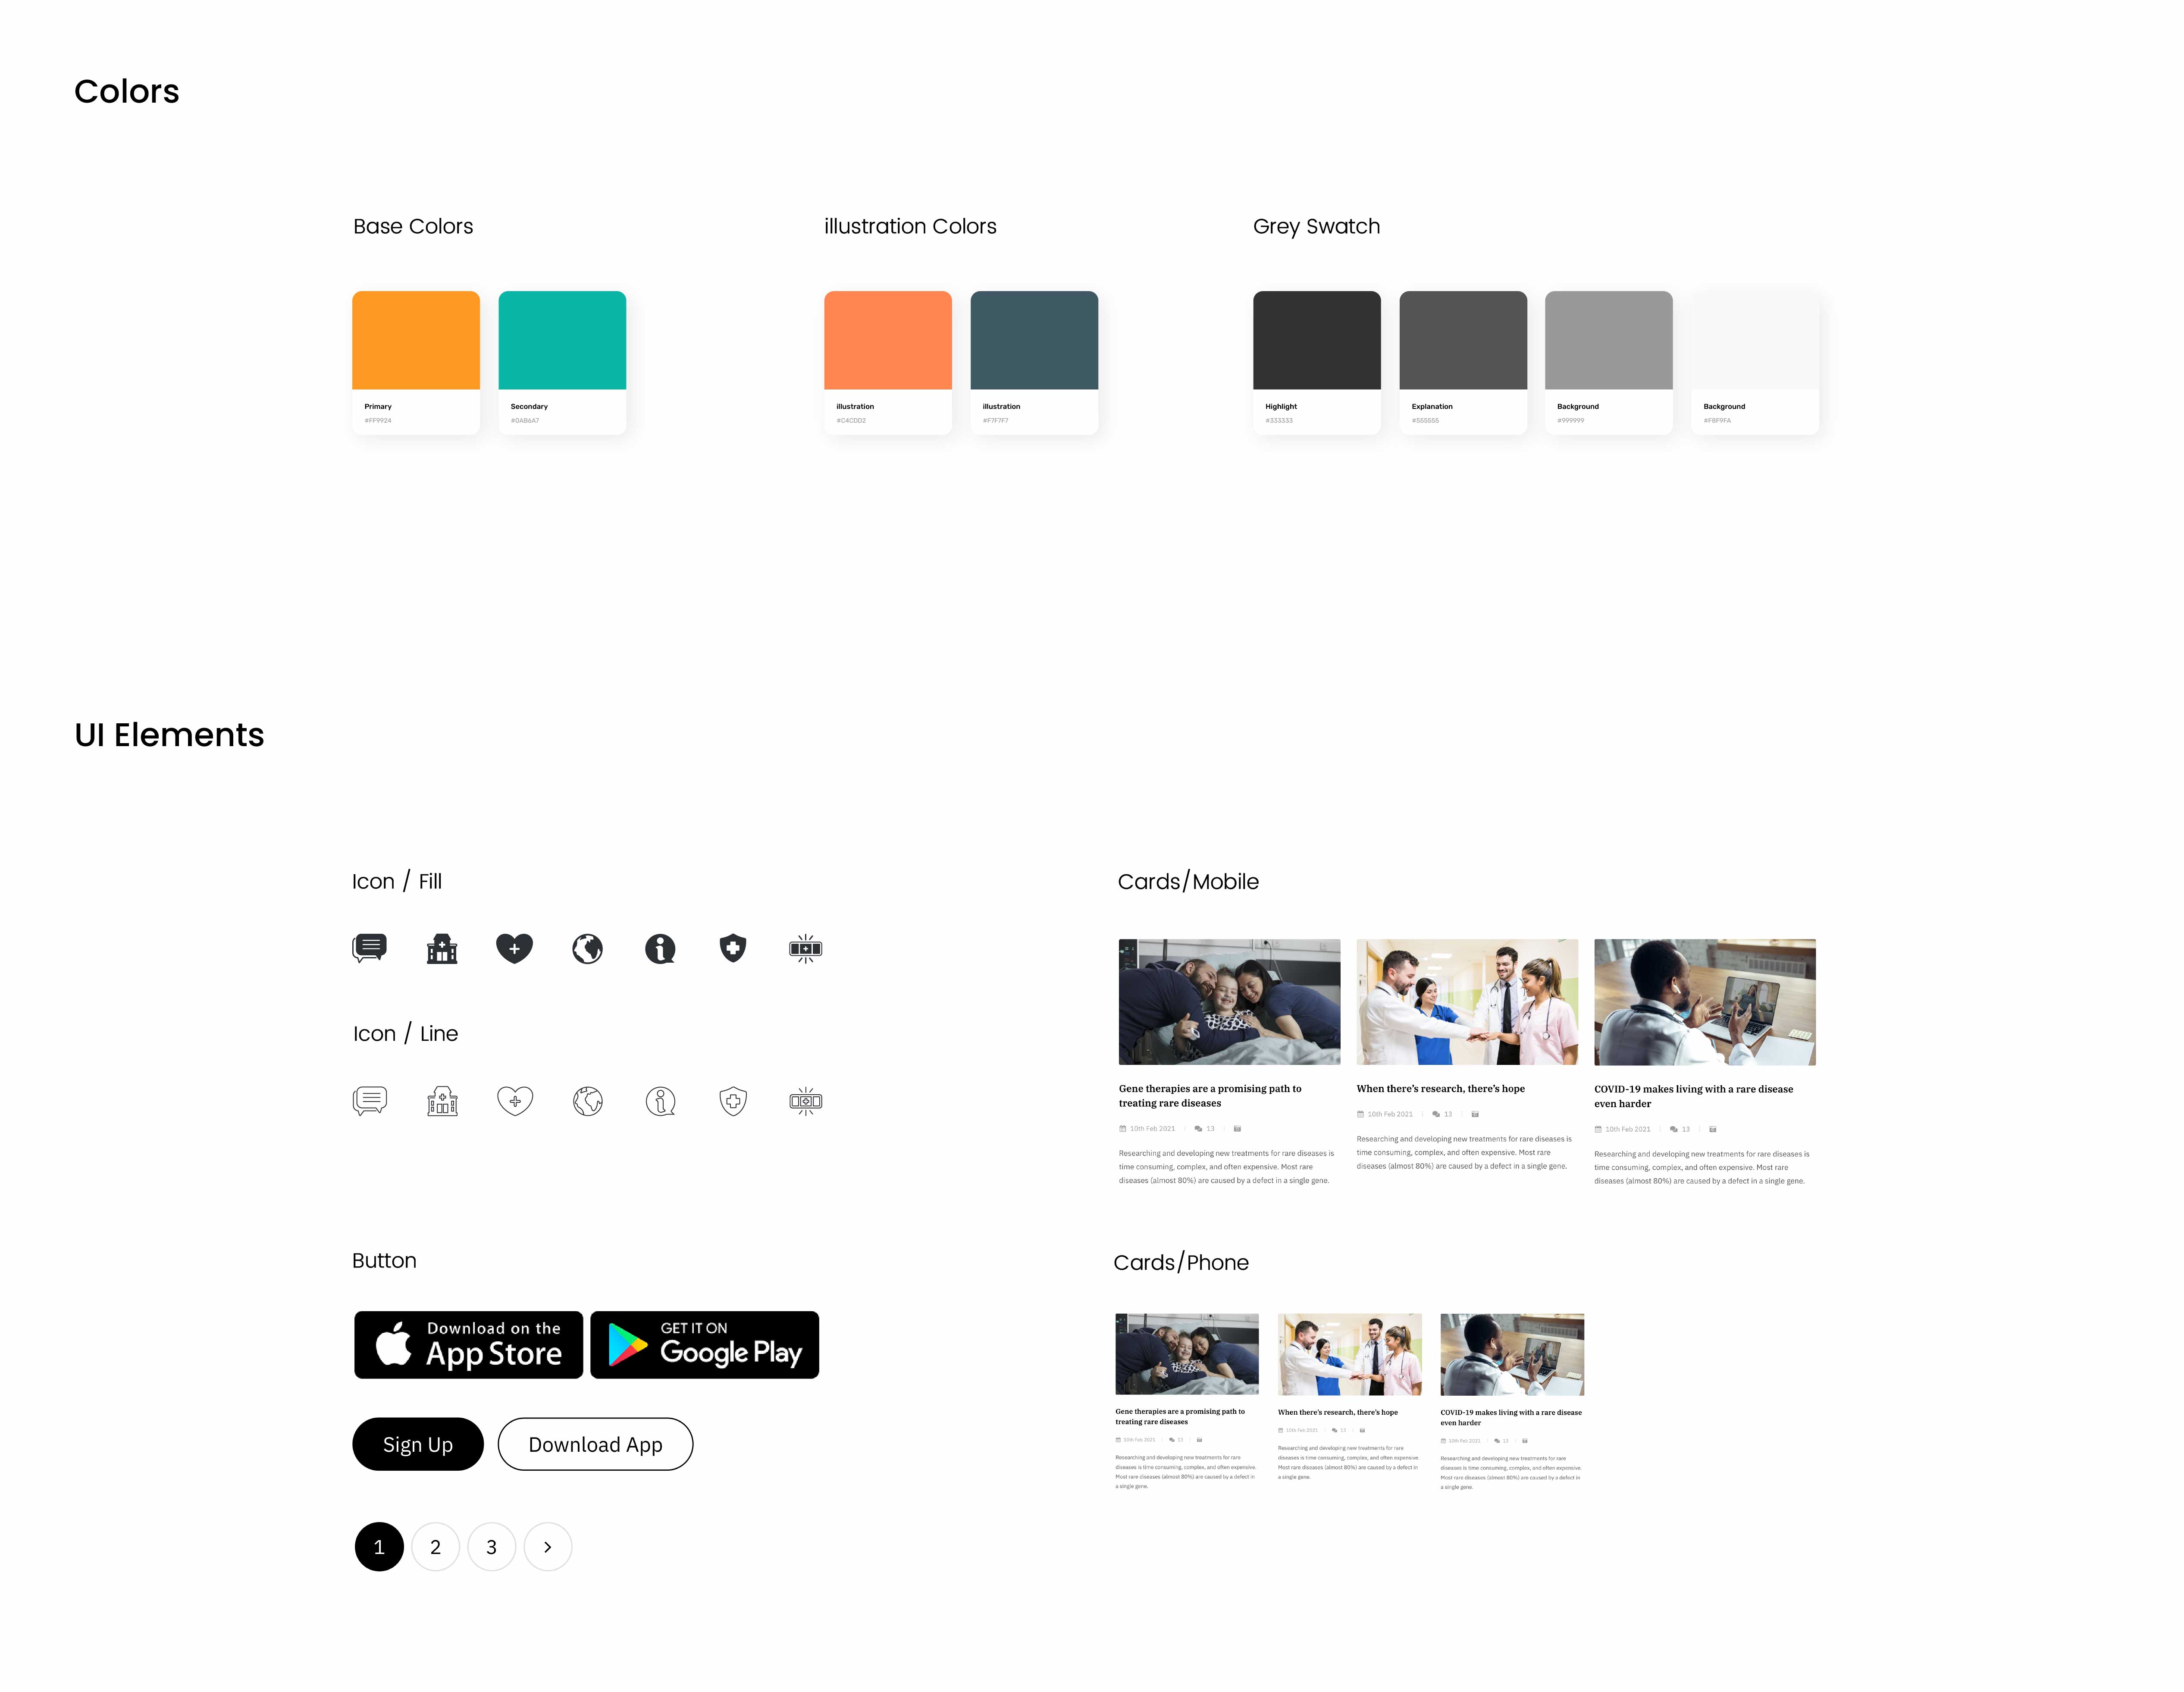 Colors
Base Colors
illustration Colors
Grey Swatch
Primary
#FF9924
Secondary
#0AB6A7
illustration
#C4CDD2
illustration
#F7F7F7
Highlight
#333333
Explanation
#555555
Background
#999999
Background
#F8F9FA
UI Elements
Icon / Fill
Icon / Line
Button
Download on the
App Store
GET IT ON
Google Play
Sign Up
Download App
1
2
3
Cards/Mobile
Gene therapies are a promising path to
treating rare diseases
10th Feb 2021
13
Researching and developing new treatments for rare diseases is
time consuming, complex, and often expensive. Most rare
diseases (almost 80%) are caused by a defect in a single gene.
When there's research, there's hope
10th Feb 2021
13
Researching and developing new treatments for rare diseases is
time consuming, complex, and often expensive. Most rare
diseases (almost 80%) are caused by a defect in a single gene.
COVID-19 makes living with a rare disease
even harder
10th Feb 2021
13
Researching and developing new treatments for rare diseases is
time consuming, complex, and often expensive. Most rare
diseases (almost 80%) are caused by a defect in a single gene.
Cards/Phone
Gene therapies are a promising path to
treating rare diseases
10th Feb 2021
13
Researching and developing new treatments for rare
diseases is time consuming, complex, and often expensive.
Most rare diseases (almost 80%) are caused by a defect in
a single gene.
When there's research, there's hope
10th Feb 2021
13
Researching and developing new treatments for rare
diseases is time consuming, complex, and often expensive.
Most rare diseases (almost 80%) are caused by a defect in
a single gene.
COVID-19 makes living with a rare disease
even harder
10th Feb 2021
13
Researching and developing new treatments for rare
diseases is time consuming, complex, and often expensive.
Most rare diseases (almost 80%) are caused by a defect in
a single gene.